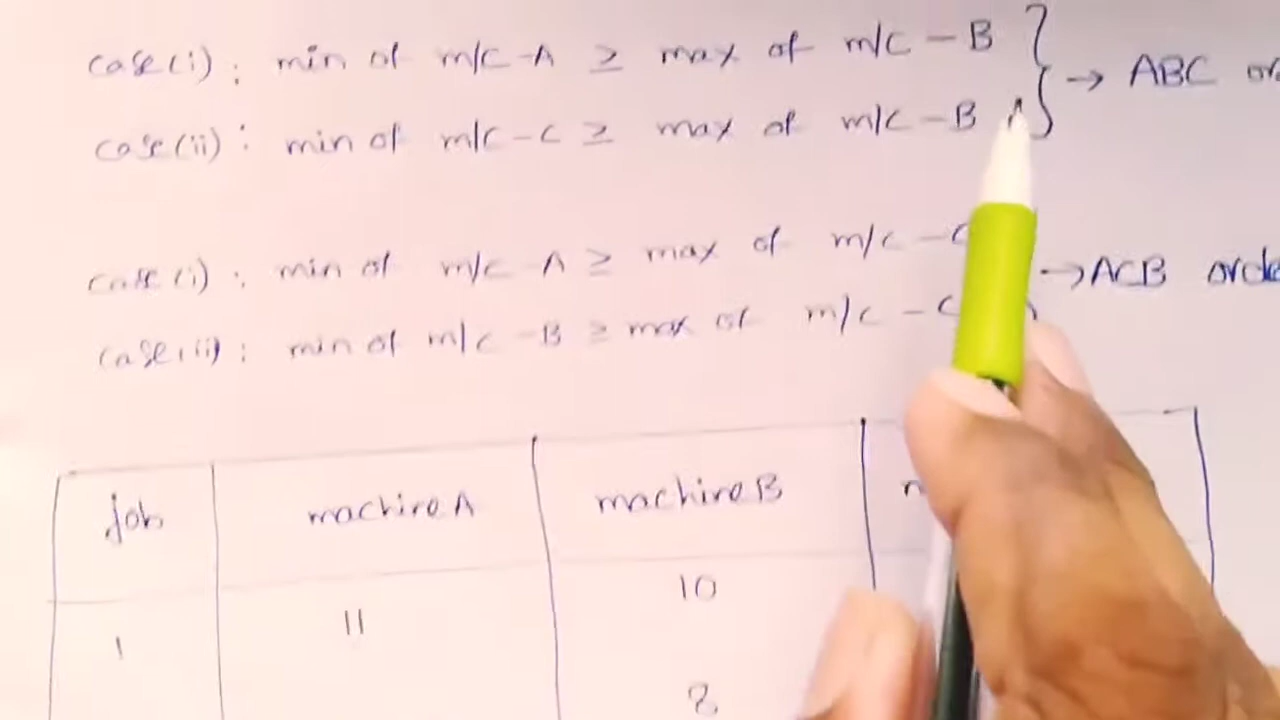 case(i): min of m/c-A ≥ max of m/c-B
→ ABC
case(ii): min of m/c-C ≥ max of m/c-B
case(i): min of m/c-A ≥ max of m/c-C
→ ACB orde
case(ii): min of m/c-B ≥ max of m/c-C
Job machine A machine B
1 11 10
8